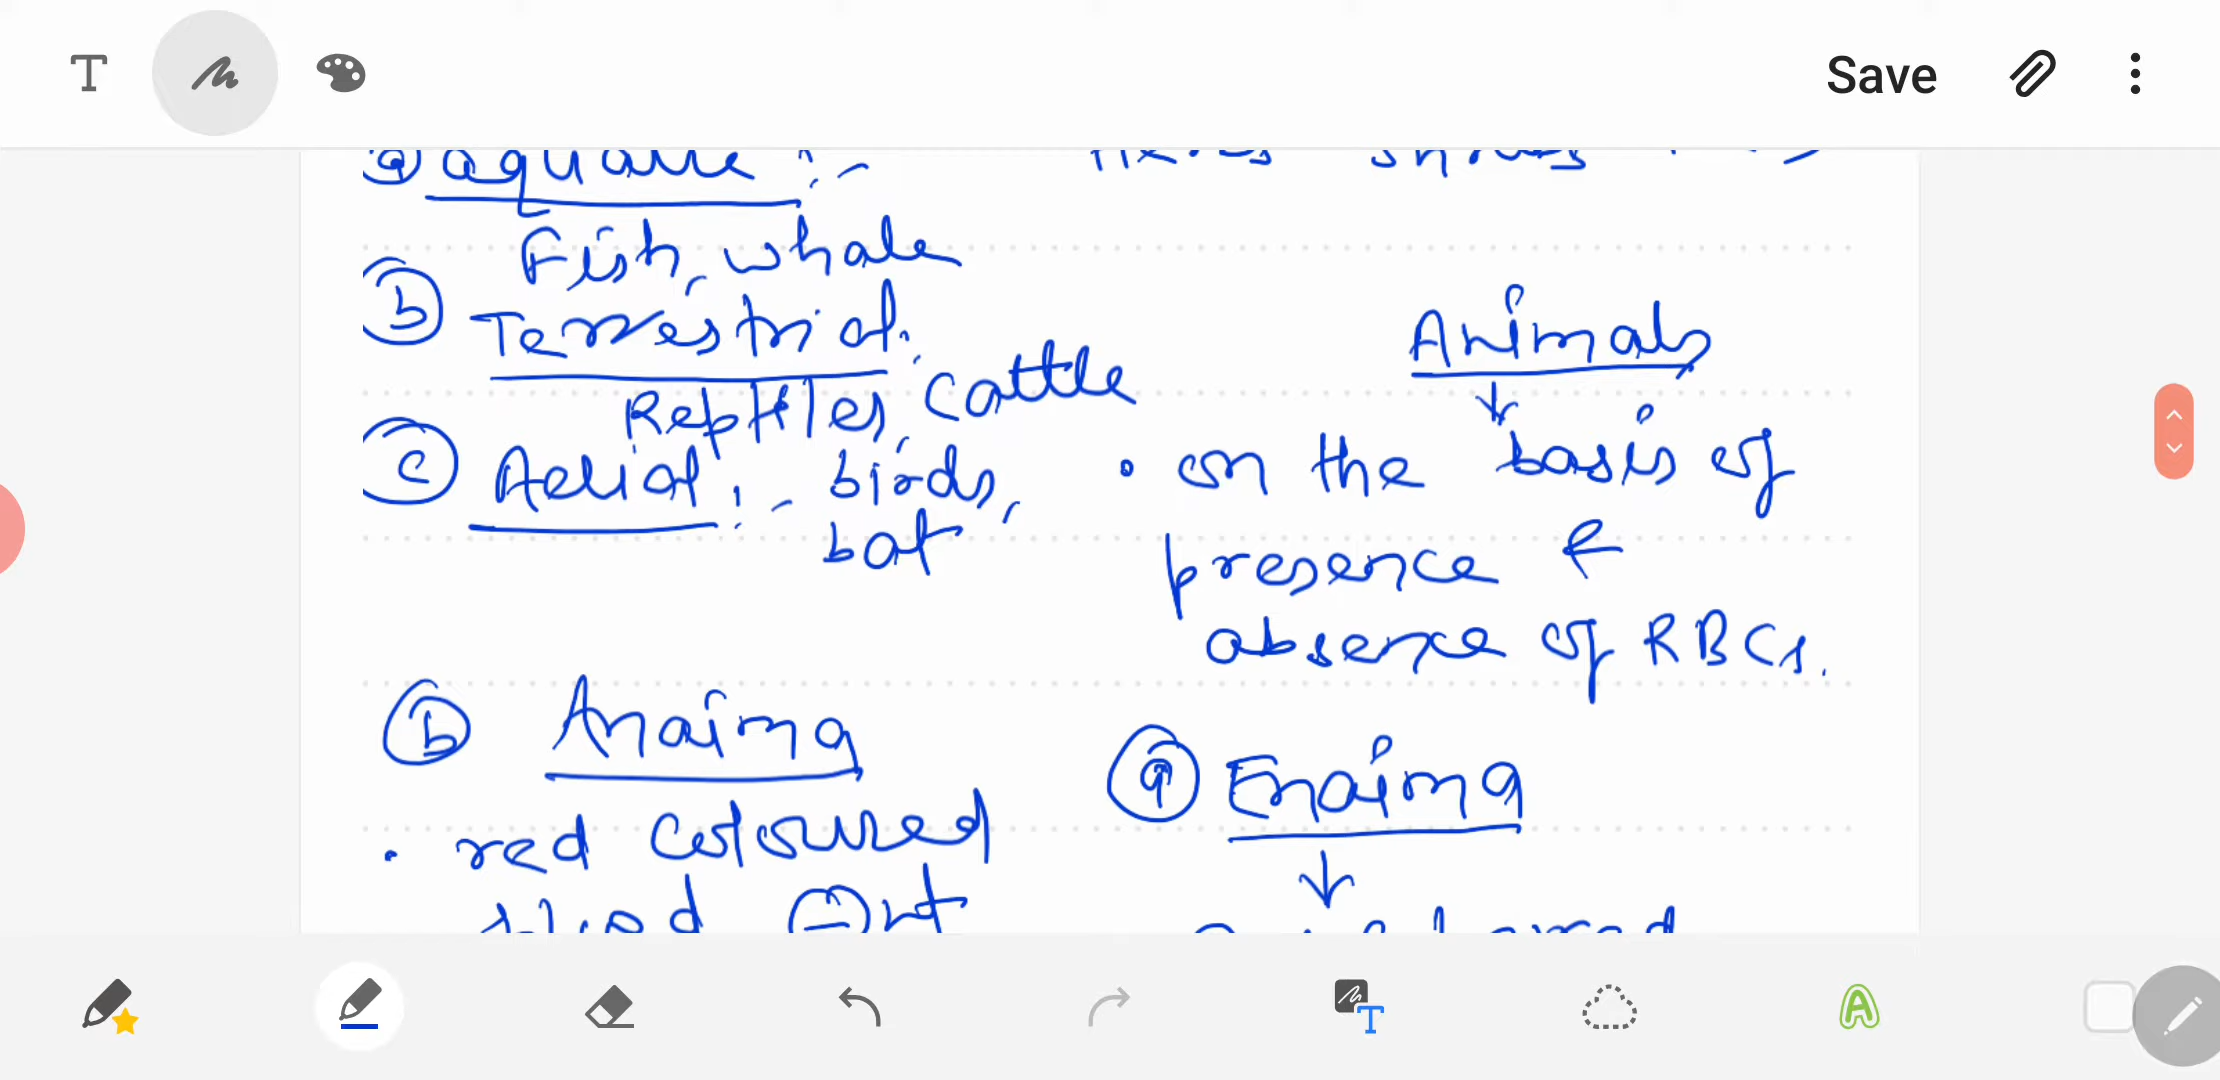 T
Save
ⓐ aquatic :-
Fish, whale
ⓑ Terrestrial :
Reptiles, Cattle
ⓒ Aerial :- birds,
bat
Animals
↓
• on the basis of
presence &
absence of RBCs.
ⓑ Anaima
• red coloured
blood
ⓐ Enaima
↓
T
A